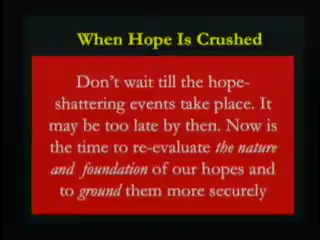 When Hope Is Crushed
Don't wait till the hope-
shattering events take place. It
may be too late by then. Now is
the time to re-evaluate the nature
and foundation of our hopes and
to ground them more securely